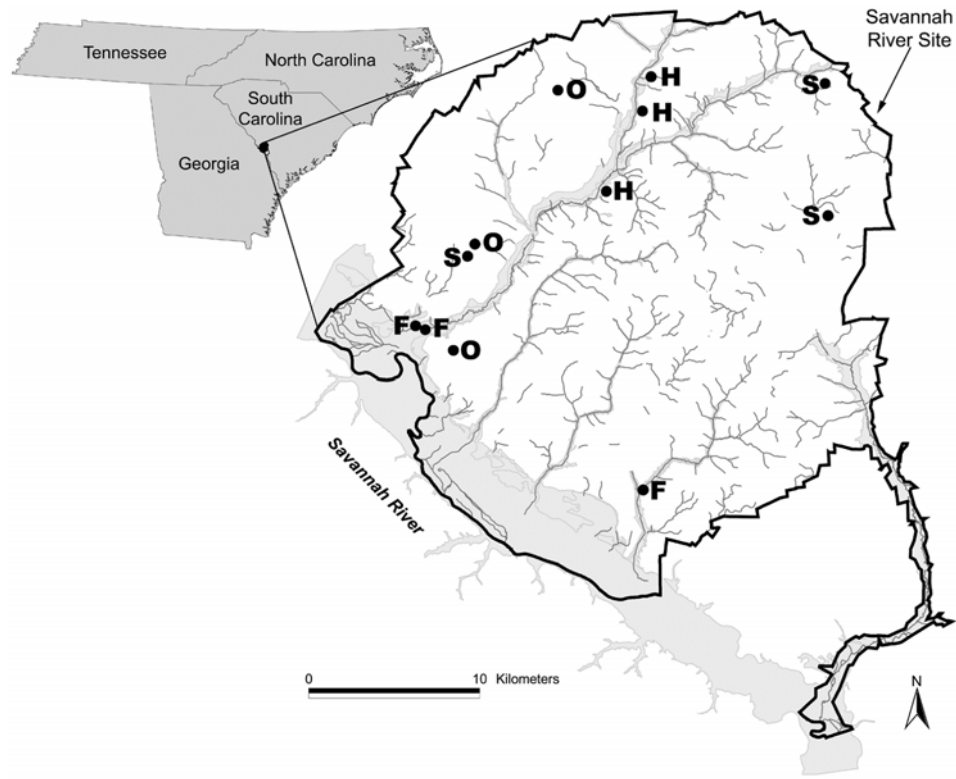 Savannah
River Site
Tennessee
North Carolina
South
Carolina
Georgia
H
O
S
H
H
S
O
S
F
F
O
Savannah River
F
0
10 Kilometers
N